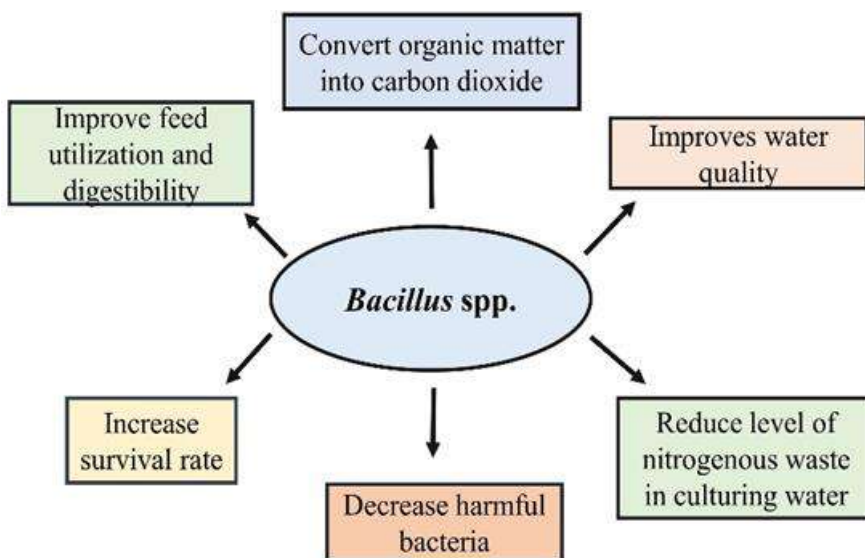 Convert organic matter
into carbon dioxide
Improve feed
utilization and
digestibility
Improves water
quality
Bacillus spp.
Increase
survival rate
Reduce level of
nitrogenous waste
in culturing water
Decrease harmful
bacteria